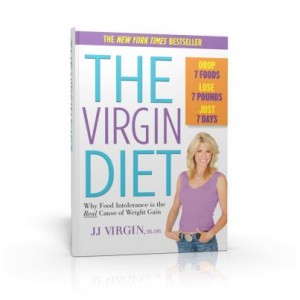 THE NEW YORK TIMES BESTSELLER
DROP
7 FOODS
LOSE
7 POUNDS
JUST
7 DAYS
THE
VIRGIN
DIET
Why Food Intolerance is the
Real Cause of Weight Gain
JJ VIRGIN,